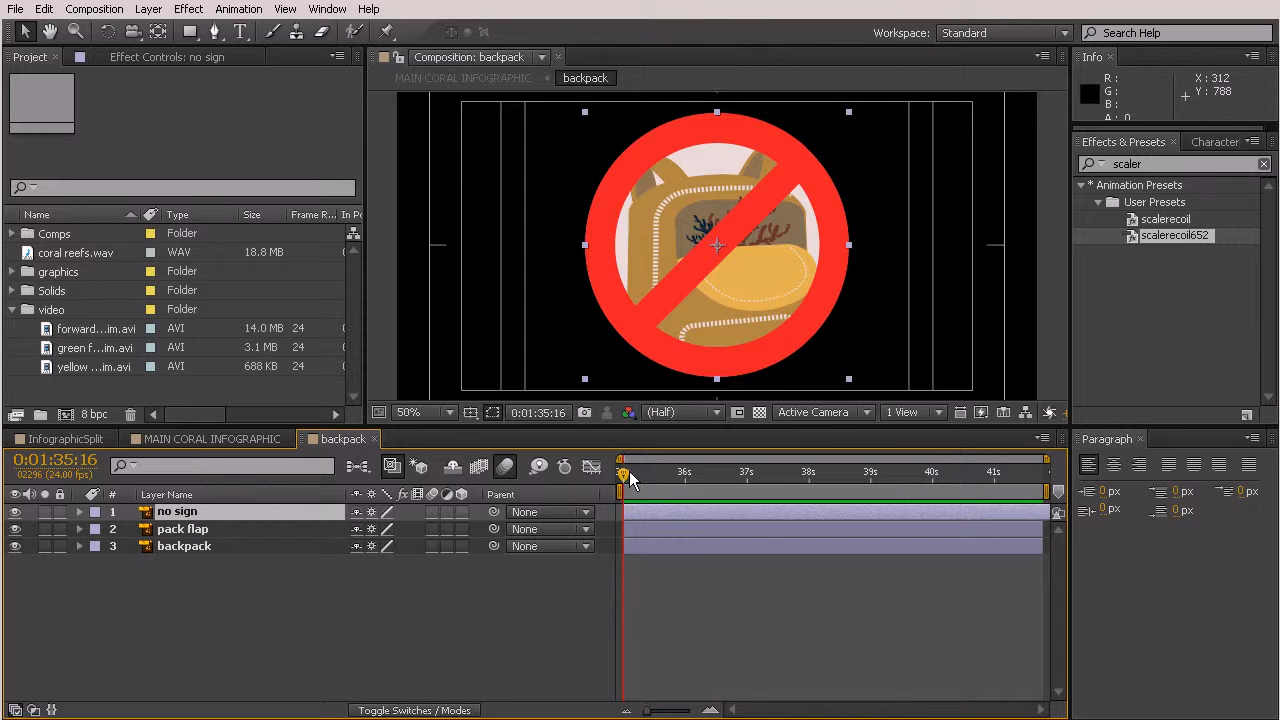 File Edit Composition Layer Effect Animation View Window Help
Workspace: Standard Search Help
Project Effect Controls: no sign
Composition: backpack
Info
MAIN CORAL INFOGRAPHIC backpack
R: X: 312
G: Y: 788
B:
A: 0
Effects & Presets Character
scaler
Animation Presets
User Presets
scalerecoil
scalerecoil652
Name Type Size Frame R... In Po
Comps Folder
coral reefs.wav WAV 18.8 MB
graphics Folder
Solids Folder
video Folder
forward...im.avi AVI 14.0 MB 24
green f...im.avi AVI 3.1 MB 24
yellow ...im.avi AVI 688 KB 24
8 bpc
50% 0:01:35:16 (Half) Active Camera 1 View
InfographicSplit MAIN CORAL INFOGRAPHIC backpack
Paragraph
0:01:35:16
02296 (24.00 fps)
36s 37s 38s 39s 40s 41s
# Layer Name fx Parent
1 no sign None
2 pack flap None
3 backpack None
0 px 0 px 0 px
0 px 0 px
Toggle Switches / Modes